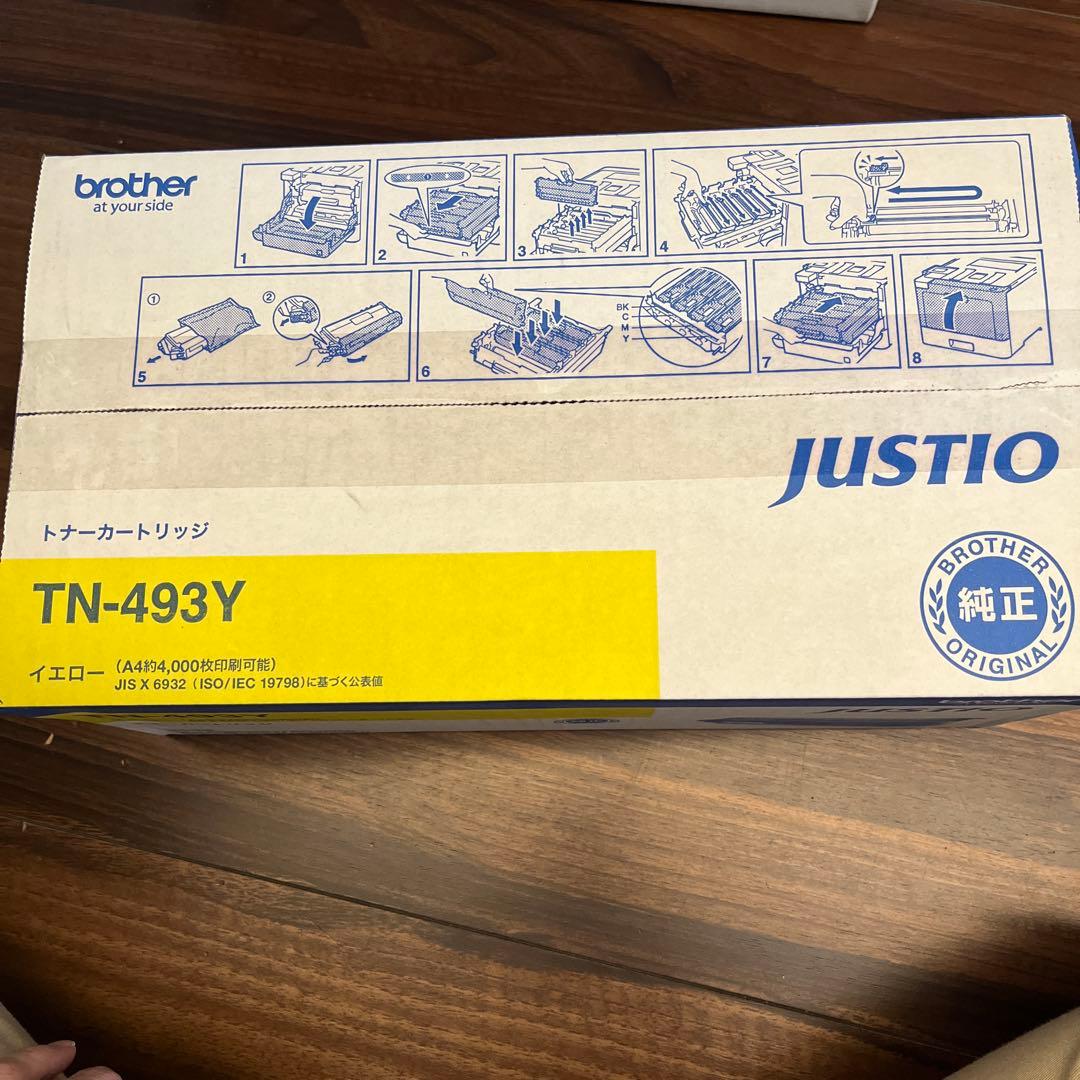 brother
at your side
1
2
3
4
①
②
5
6
BK
C
M
Y
7
8
JUSTIO
トナーカートリッジ
TN-493Y
イエロー (A4約4,000枚印刷可能)
JIS X 6932 (ISO/IEC 19798)に基づく公表値
BROTHER
純正
ORIGINAL
TN-493Y